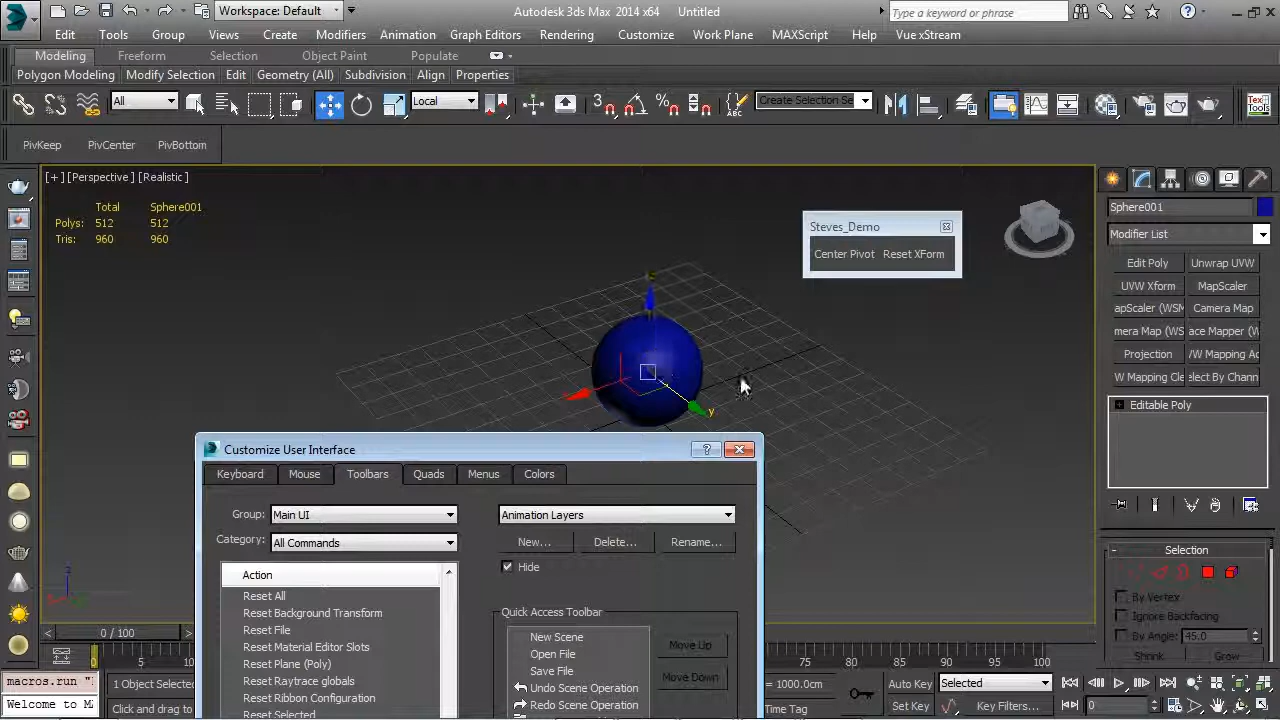 Workspace: Default
Autodesk 3ds Max 2014 x64 Untitled
Type a keyword or phrase
Edit Tools Group Views Create Modifiers Animation Graph Editors Rendering Customize Work Plane MAXScript Help Vue xStream
Modeling Freeform Selection Object Paint Populate
Polygon Modeling Modify Selection Edit Geometry (All) Subdivision Align Properties
All
Local
3
ABC
Create Selection Se
TexTools
PivKeep PivCenter PivBottom
[+] [Perspective] [Realistic]
Total Sphere001
Polys: 512 512
Tris: 960 960
Steves_Demo
Center Pivot Reset XForm
Sphere001
Modifier List
Edit Poly Unwrap UVW
UVW Xform MapScaler
apScaler (WSM Camera Map
mera Map (WS Mapper (W
Projection W Mapping Ad
W Mapping Cle elect By Chann
Editable Poly
y
Customize User Interface
Keyboard Mouse Toolbars Quads Menus Colors
Group: Main UI
Category: All Commands
Animation Layers
New... Delete... Rename...
Hide
Action
Reset All
Reset Background Transform
Reset File
Reset Material Editor Slots
Reset Plane (Poly)
Reset Raytrace globals
Reset Ribbon Configuration
Reset Selected
Quick Access Toolbar
New Scene
Open File
Save File
Undo Scene Operation
Redo Scene Operation
Move Up
Move Down
Selection
By Vertex
Ignore Backfacing
By Angle: 45.0
Shrink Grow
z
0 / 100
0 5 10
75 80 85 90 95 100
macros.run "
Welcome to M
1 Object Selected
Click and drag to
= 1000.0cm
Time Tag
Auto Key Selected
Set Key Key Filters...
0